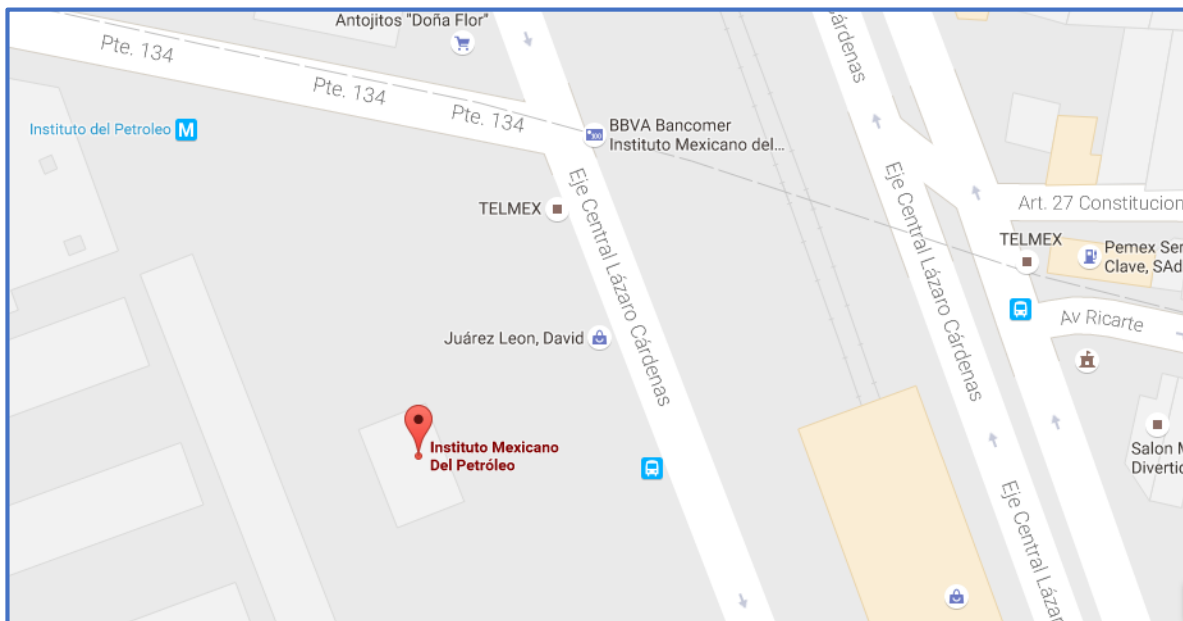 Antojitos "Doña Flor"
Pte. 134
Pte. 134
Pte. 134
Instituto del Petroleo M
BBVA Bancomer
Instituto Mexicano del...
TELMEX
Eje Central Lázaro Cárdenas
Juárez Leon, David
Instituto Mexicano
Del Petróleo
Cárdenas
Eje Central Lázaro Cárdenas
Eje Central Lázar
Art. 27 Constitucion
TELMEX
Pemex Ser
Clave, SAd
Av Ricarte
Salon M
Divertid